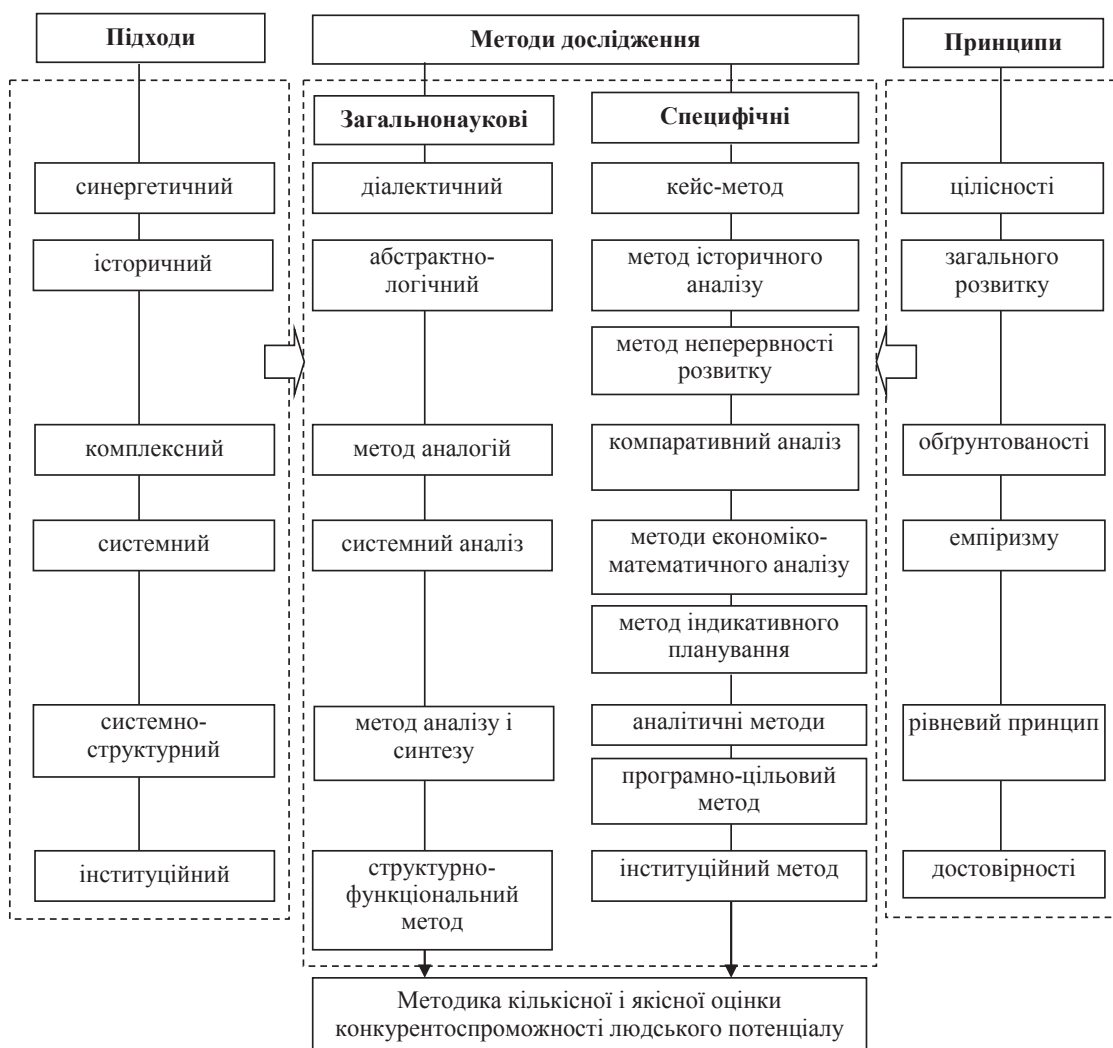 Підходи
Методи дослідження
Принципи
Загальнонаукові
Специфічні
синергетичний
діалектичний
кейс-метод
цілісності
історичний
абстрактно-
логічний
метод історичного
аналізу
загального
розвитку
метод неперервності
розвитку
комплексний
метод аналогій
компаративний аналіз
обґрунтованості
системний
системний аналіз
методи економіко-
математичного аналізу
емпіризму
метод індикативного
планування
системно-
структурний
метод аналізу і
синтезу
аналітичні методи
рівневий принцип
програмно-цільовий
метод
інституційний
структурно-
функціональний
метод
інституційний метод
достовірності
Методика кількісної і якісної оцінки
конкурентоспроможності людського потенціалу